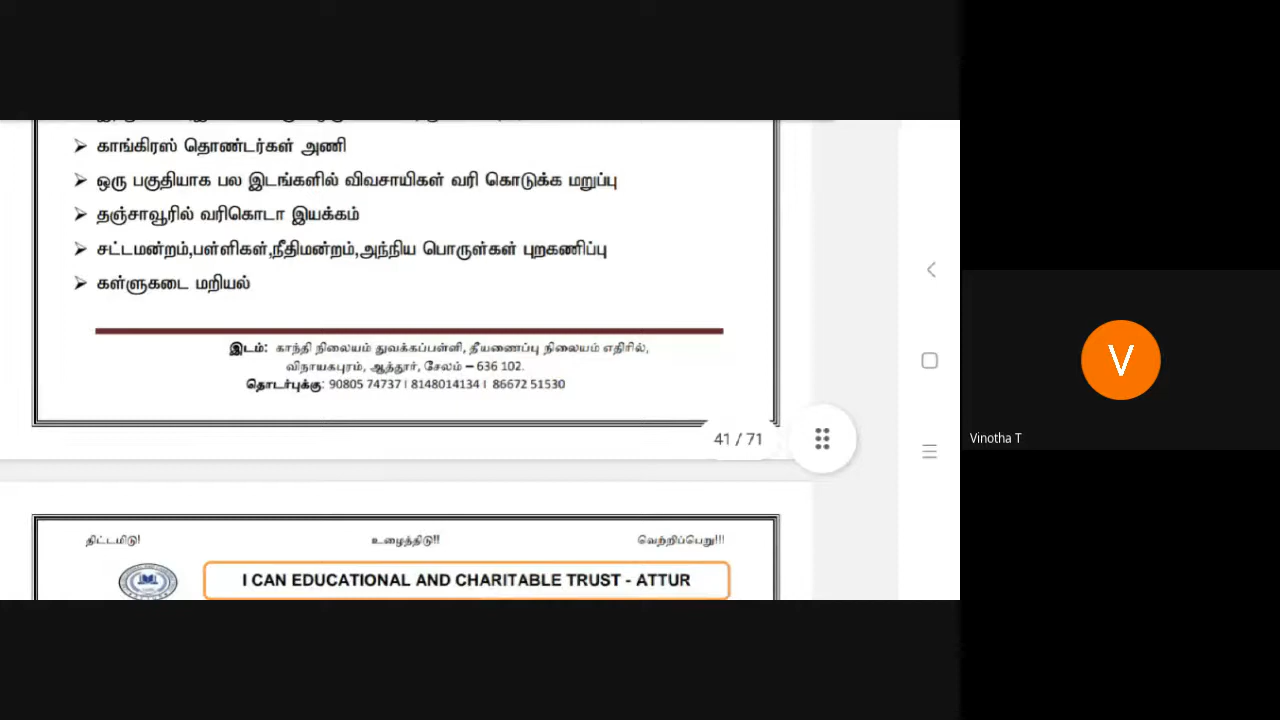 ➤ காங்கிரஸ் தொண்டர்கள் அணி
➤ ஒரு பகுதியாக பல இடங்களில் விவசாயிகள் வரி கொடுக்க மறுப்பு
➤ தஞ்சாவூரில் வரிகொடா இயக்கம்
➤ சட்டமன்றம்,பள்ளிகள்,நீதிமன்றம்,அந்நிய பொருள்கள் புறகணிப்பு
➤ கள்ளுகடை மறியல்
இடம்: காந்தி நிலையம் துவக்கப்பள்ளி, தீயணைப்பு நிலையம் எதிரில்,
விநாயகபுரம், ஆத்தூர், சேலம் – 636 102.
தொடர்புக்கு: 90805 74737 I 8148014134 I 86672 51530
41 / 71
திட்டமிடு! உழைத்திடு!! வெற்றிப்பெறு!!!
I CAN EDUCATIONAL AND CHARITABLE TRUST - ATTUR
V
Vinotha T